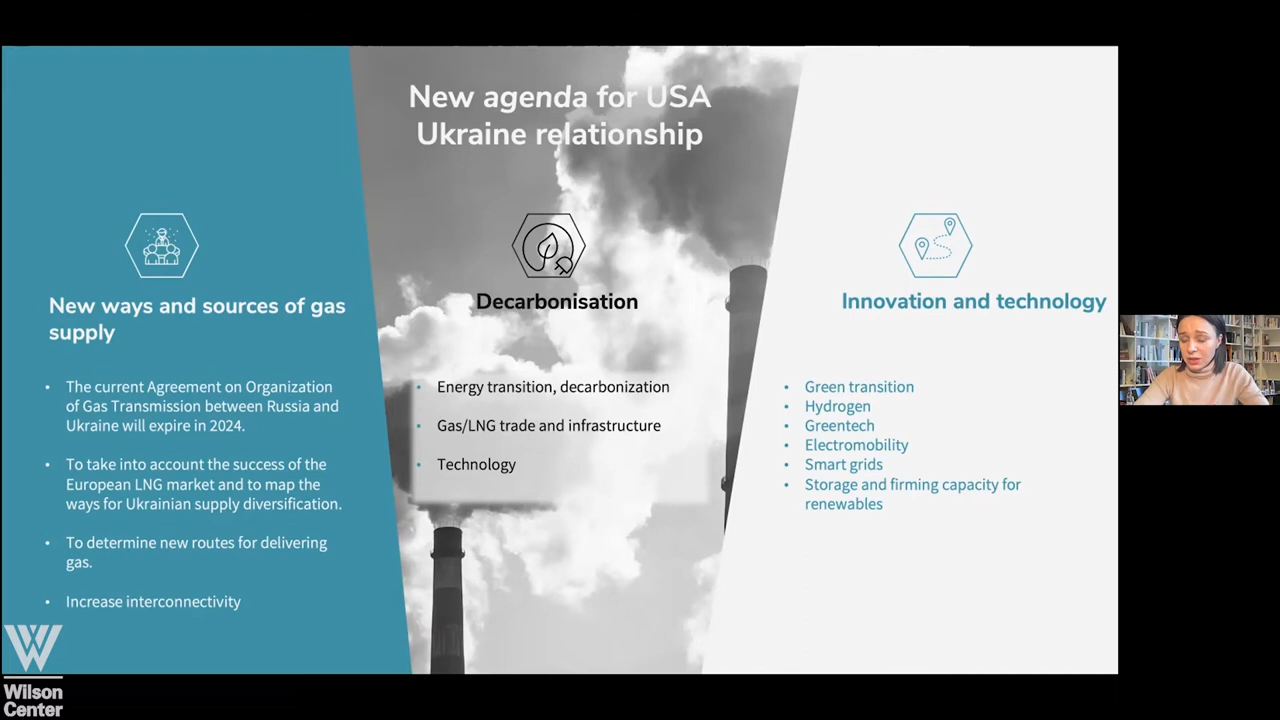 New agenda for USA
Ukraine relationship
New ways and sources of gas
supply
• The current Agreement on Organization
of Gas Transmission between Russia and
Ukraine will expire in 2024.
• To take into account the success of the
European LNG market and to map the
ways for Ukrainian supply diversification.
• To determine new routes for delivering
gas.
• Increase interconnectivity
Decarbonisation
• Energy transition, decarbonization
• Gas/LNG trade and infrastructure
• Technology
Innovation and technology
• Green transition
• Hydrogen
• Greentech
• Electromobility
• Smart grids
• Storage and firming capacity for
renewables
Wilson
Center